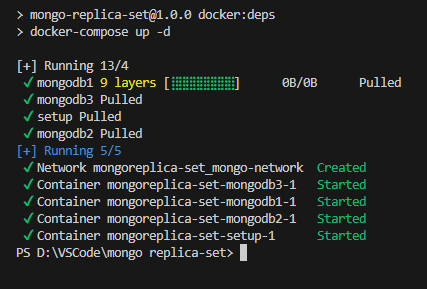 > mongo-replica-set@1.0.0 docker:deps
> docker-compose up -d
[+] Running 13/4
✓ mongodb1 9 layers [⣿⣿⣿⣿⣿⣿⣿⣿⣿] 0B/0B Pulled
✓ mongodb3 Pulled
✓ setup Pulled
✓ mongodb2 Pulled
[+] Running 5/5
✓ Network mongoreplica-set_mongo-network Created
✓ Container mongoreplica-set-mongodb3-1 Started
✓ Container mongoreplica-set-mongodb1-1 Started
✓ Container mongoreplica-set-mongodb2-1 Started
✓ Container mongoreplica-set-setup-1 Started
PS D:\VSCode\mongo replica-set>